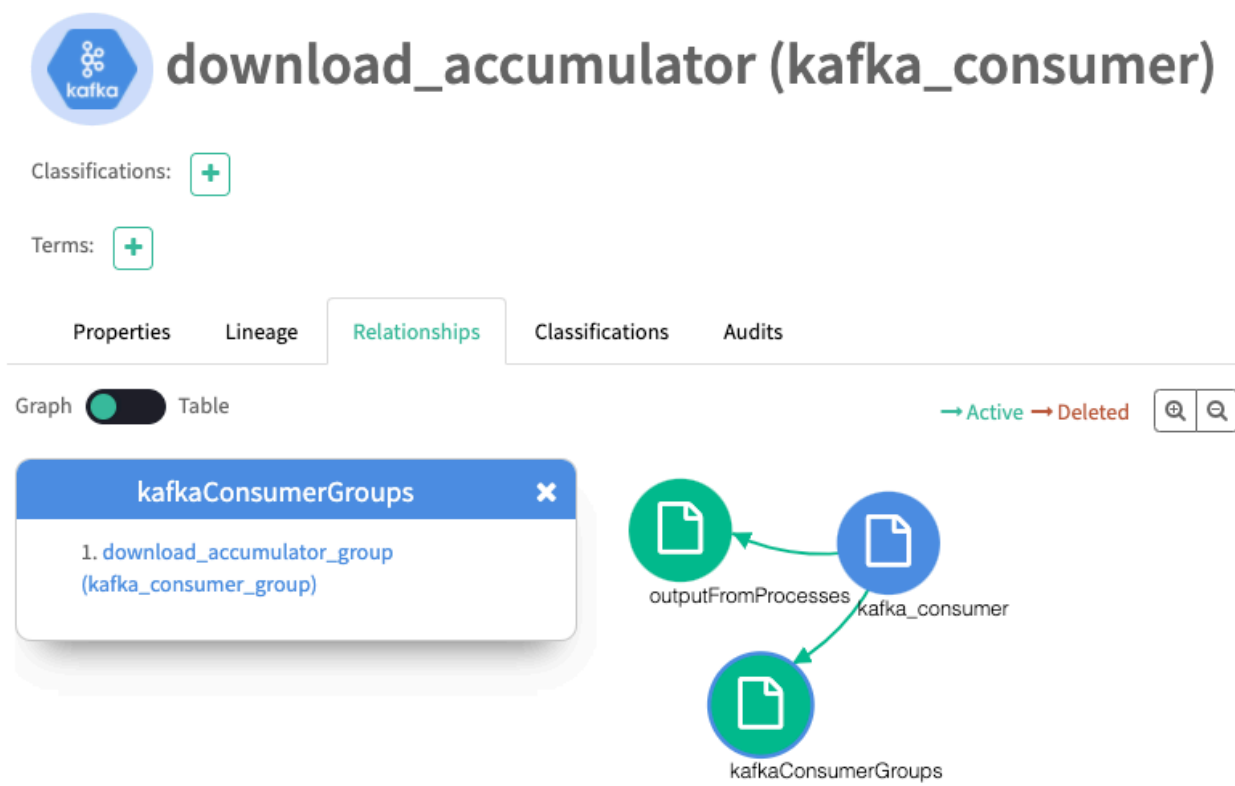 kafka
download_accumulator (kafka_consumer)
Classifications:
Terms:
Properties Lineage Relationships Classifications Audits
Graph Table
Active Deleted
kafkaConsumerGroups
1. download_accumulator_group
(kafka_consumer_group)
outputFromProcesses
kafka_consumer
kafkaConsumerGroups